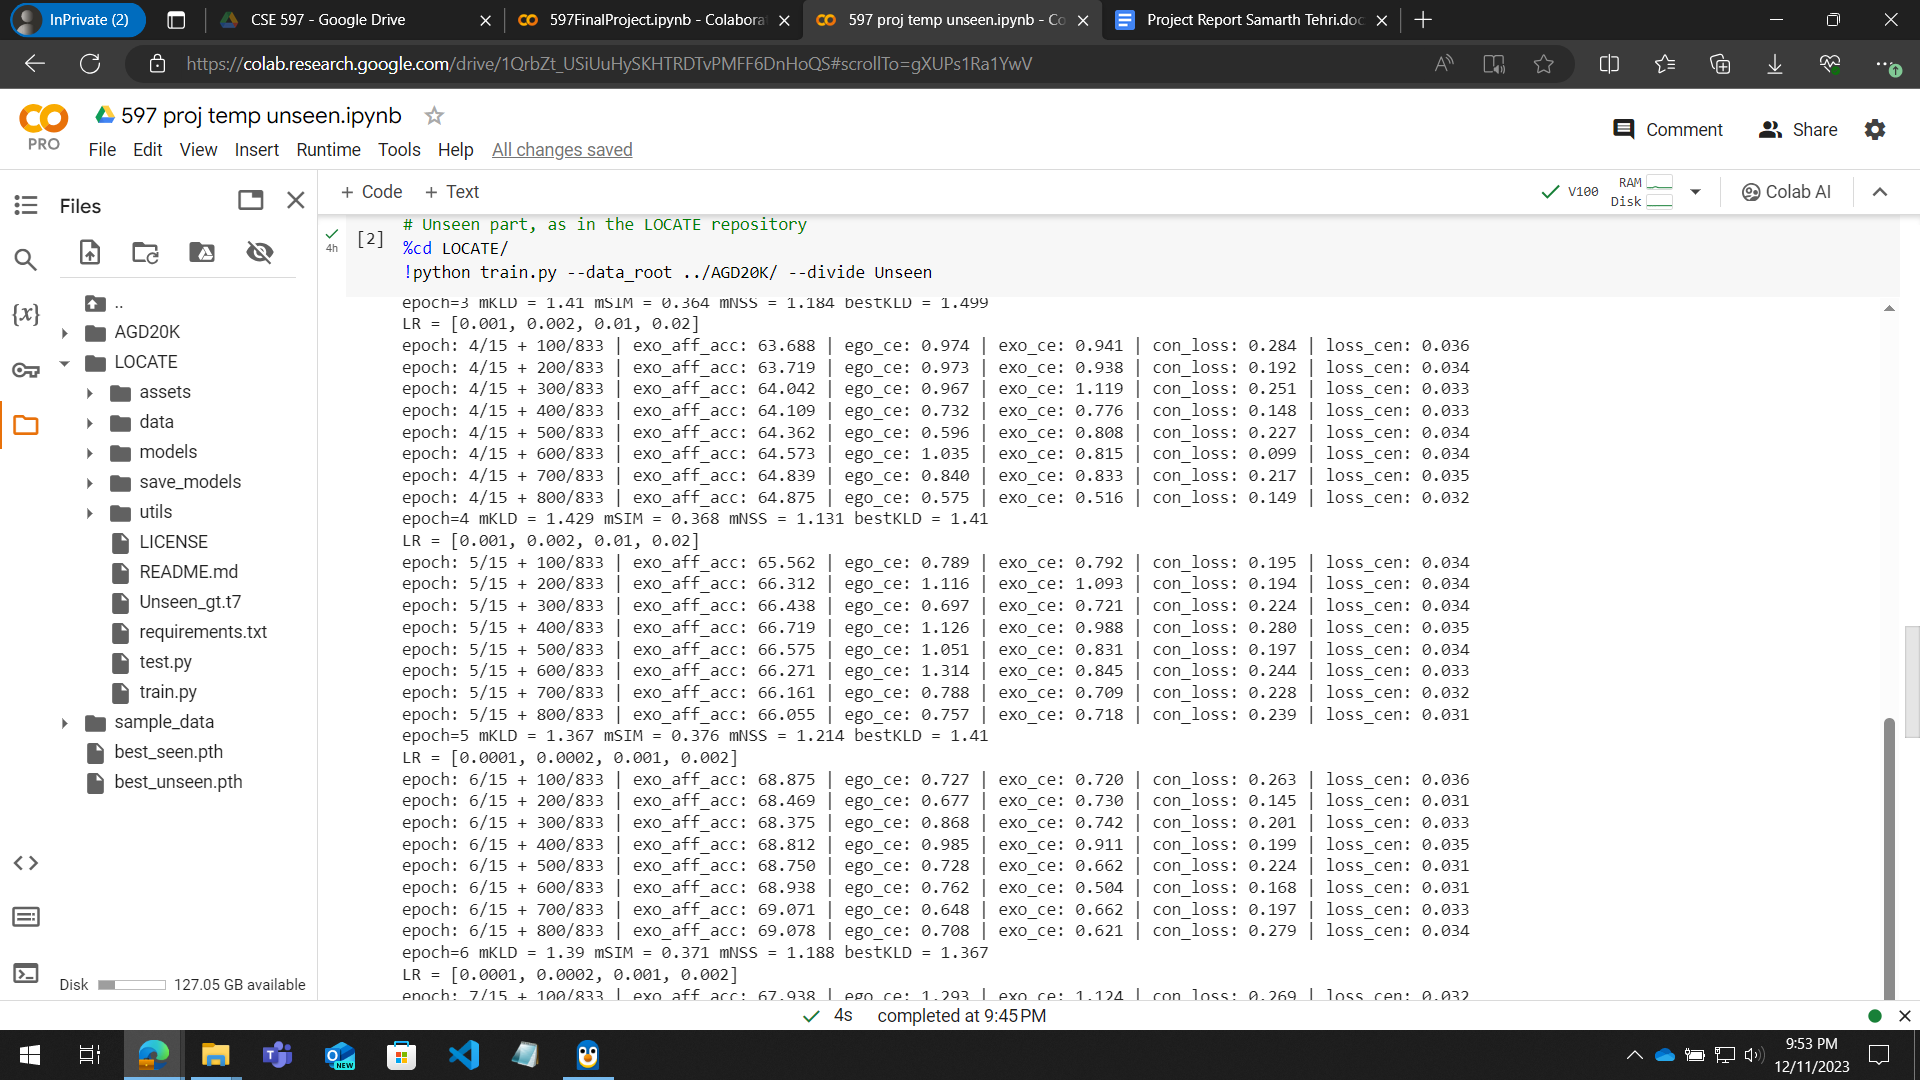 InPrivate (2)
CSE 597 - Google Drive
597FinalProject.ipynb - Colabora
597 proj temp unseen.ipynb - Co
Project Report Samarth Tehri.doc
https://colab.research.google.com/drive/1QrbZt_USiUuHySKHTRDTvPMFF6DnHoQS#scrollTo=gXUPs1Ra1YwV
PRO
597 proj temp unseen.ipynb
File Edit View Insert Runtime Tools Help All changes saved
Comment
Share
Files
+ Code + Text
V100
RAM
Disk
Colab AI
..
AGD20K
LOCATE
assets
data
models
save_models
utils
LICENSE
README.md
Unseen_gt.t7
requirements.txt
test.py
train.py
sample_data
best_seen.pth
best_unseen.pth
Disk 127.05 GB available
4h
[2]
# Unseen part, as in the LOCATE repository
%cd LOCATE/
!python train.py --data_root ../AGD20K/ --divide Unseen
epoch=3 mKLD = 1.41 mSIM = 0.364 mNSS = 1.184 bestKLD = 1.499
LR = [0.001, 0.002, 0.01, 0.02]
epoch: 4/15 + 100/833 | exo_aff_acc: 63.688 | ego_ce: 0.974 | exo_ce: 0.941 | con_loss: 0.284 | loss_cen: 0.036
epoch: 4/15 + 200/833 | exo_aff_acc: 63.719 | ego_ce: 0.973 | exo_ce: 0.938 | con_loss: 0.192 | loss_cen: 0.034
epoch: 4/15 + 300/833 | exo_aff_acc: 64.042 | ego_ce: 0.967 | exo_ce: 1.119 | con_loss: 0.251 | loss_cen: 0.033
epoch: 4/15 + 400/833 | exo_aff_acc: 64.109 | ego_ce: 0.732 | exo_ce: 0.776 | con_loss: 0.148 | loss_cen: 0.033
epoch: 4/15 + 500/833 | exo_aff_acc: 64.362 | ego_ce: 0.596 | exo_ce: 0.808 | con_loss: 0.227 | loss_cen: 0.034
epoch: 4/15 + 600/833 | exo_aff_acc: 64.573 | ego_ce: 1.035 | exo_ce: 0.815 | con_loss: 0.099 | loss_cen: 0.034
epoch: 4/15 + 700/833 | exo_aff_acc: 64.839 | ego_ce: 0.840 | exo_ce: 0.833 | con_loss: 0.217 | loss_cen: 0.035
epoch: 4/15 + 800/833 | exo_aff_acc: 64.875 | ego_ce: 0.575 | exo_ce: 0.516 | con_loss: 0.149 | loss_cen: 0.032
epoch=4 mKLD = 1.429 mSIM = 0.368 mNSS = 1.131 bestKLD = 1.41
LR = [0.001, 0.002, 0.01, 0.02]
epoch: 5/15 + 100/833 | exo_aff_acc: 65.562 | ego_ce: 0.789 | exo_ce: 0.792 | con_loss: 0.195 | loss_cen: 0.034
epoch: 5/15 + 200/833 | exo_aff_acc: 66.312 | ego_ce: 1.116 | exo_ce: 1.093 | con_loss: 0.194 | loss_cen: 0.034
epoch: 5/15 + 300/833 | exo_aff_acc: 66.438 | ego_ce: 0.697 | exo_ce: 0.721 | con_loss: 0.224 | loss_cen: 0.034
epoch: 5/15 + 400/833 | exo_aff_acc: 66.719 | ego_ce: 1.126 | exo_ce: 0.988 | con_loss: 0.280 | loss_cen: 0.035
epoch: 5/15 + 500/833 | exo_aff_acc: 66.575 | ego_ce: 1.051 | exo_ce: 0.831 | con_loss: 0.197 | loss_cen: 0.034
epoch: 5/15 + 600/833 | exo_aff_acc: 66.271 | ego_ce: 1.314 | exo_ce: 0.845 | con_loss: 0.244 | loss_cen: 0.033
epoch: 5/15 + 700/833 | exo_aff_acc: 66.161 | ego_ce: 0.788 | exo_ce: 0.709 | con_loss: 0.228 | loss_cen: 0.032
epoch: 5/15 + 800/833 | exo_aff_acc: 66.055 | ego_ce: 0.757 | exo_ce: 0.718 | con_loss: 0.239 | loss_cen: 0.031
epoch=5 mKLD = 1.367 mSIM = 0.376 mNSS = 1.214 bestKLD = 1.41
LR = [0.0001, 0.0002, 0.001, 0.002]
epoch: 6/15 + 100/833 | exo_aff_acc: 68.875 | ego_ce: 0.727 | exo_ce: 0.720 | con_loss: 0.263 | loss_cen: 0.036
epoch: 6/15 + 200/833 | exo_aff_acc: 68.469 | ego_ce: 0.677 | exo_ce: 0.730 | con_loss: 0.145 | loss_cen: 0.031
epoch: 6/15 + 300/833 | exo_aff_acc: 68.375 | ego_ce: 0.868 | exo_ce: 0.742 | con_loss: 0.201 | loss_cen: 0.033
epoch: 6/15 + 400/833 | exo_aff_acc: 68.812 | ego_ce: 0.985 | exo_ce: 0.911 | con_loss: 0.199 | loss_cen: 0.035
epoch: 6/15 + 500/833 | exo_aff_acc: 68.750 | ego_ce: 0.728 | exo_ce: 0.662 | con_loss: 0.224 | loss_cen: 0.031
epoch: 6/15 + 600/833 | exo_aff_acc: 68.938 | ego_ce: 0.762 | exo_ce: 0.504 | con_loss: 0.168 | loss_cen: 0.031
epoch: 6/15 + 700/833 | exo_aff_acc: 69.071 | ego_ce: 0.648 | exo_ce: 0.662 | con_loss: 0.197 | loss_cen: 0.033
epoch: 6/15 + 800/833 | exo_aff_acc: 69.078 | ego_ce: 0.708 | exo_ce: 0.621 | con_loss: 0.279 | loss_cen: 0.034
epoch=6 mKLD = 1.39 mSIM = 0.371 mNSS = 1.188 bestKLD = 1.367
LR = [0.0001, 0.0002, 0.001, 0.002]
epoch: 7/15 + 100/833 | exo_aff_acc: 67.938 | ego_ce: 1.293 | exo_ce: 1.124 | con_loss: 0.269 | loss_cen: 0.032
4s completed at 9:45 PM
NEW
9:53 PM
12/11/2023